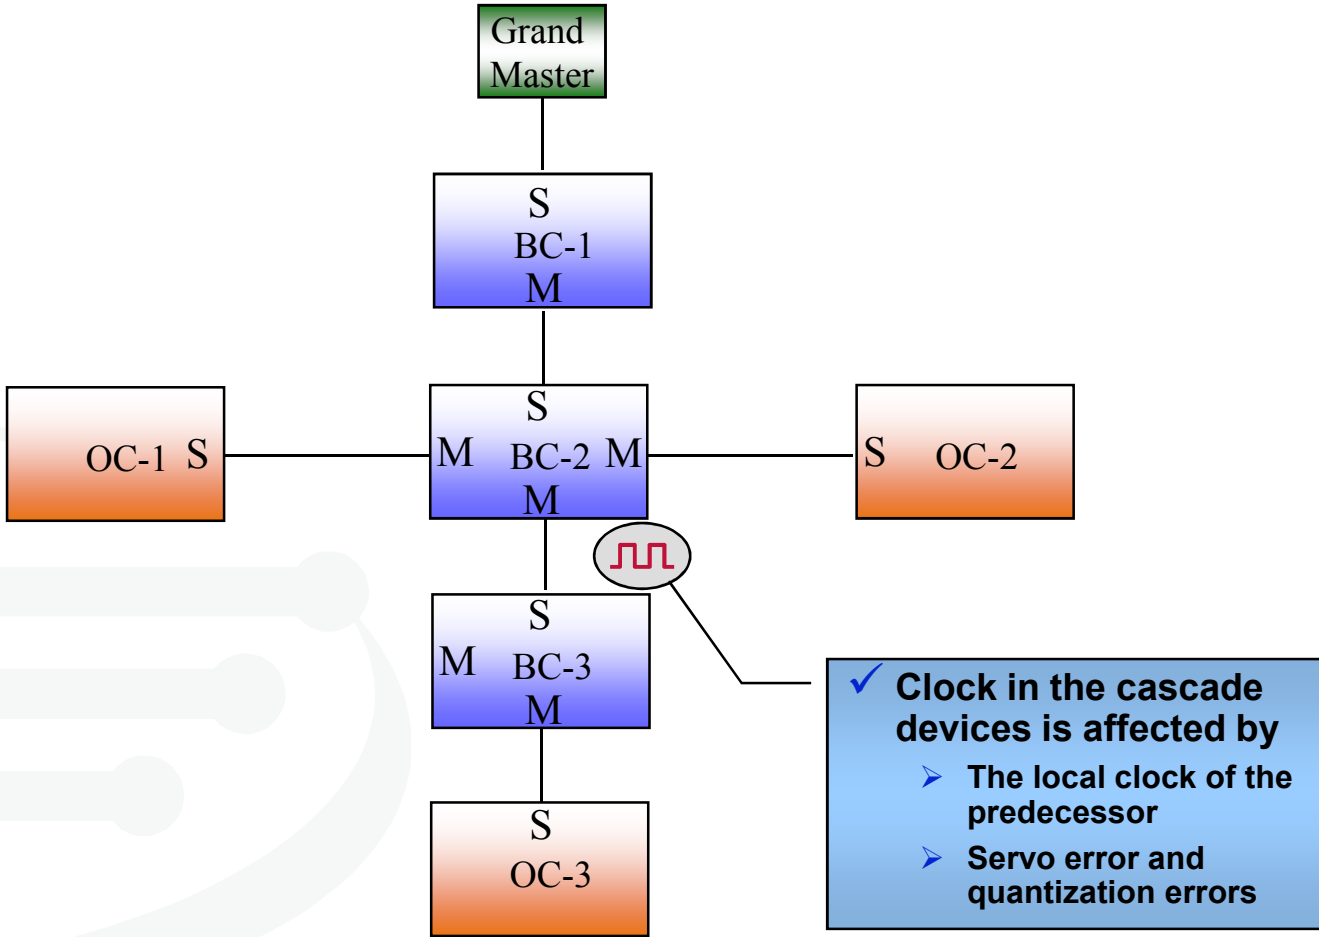 Grand
Master
S
BC-1
M
S
OC-1 S
M BC-2 M
S OC-2
M
S
M BC-3
M
S
OC-3
✓ Clock in the cascade
devices is affected by
➢ The local clock of the
predecessor
➢ Servo error and
quantization errors